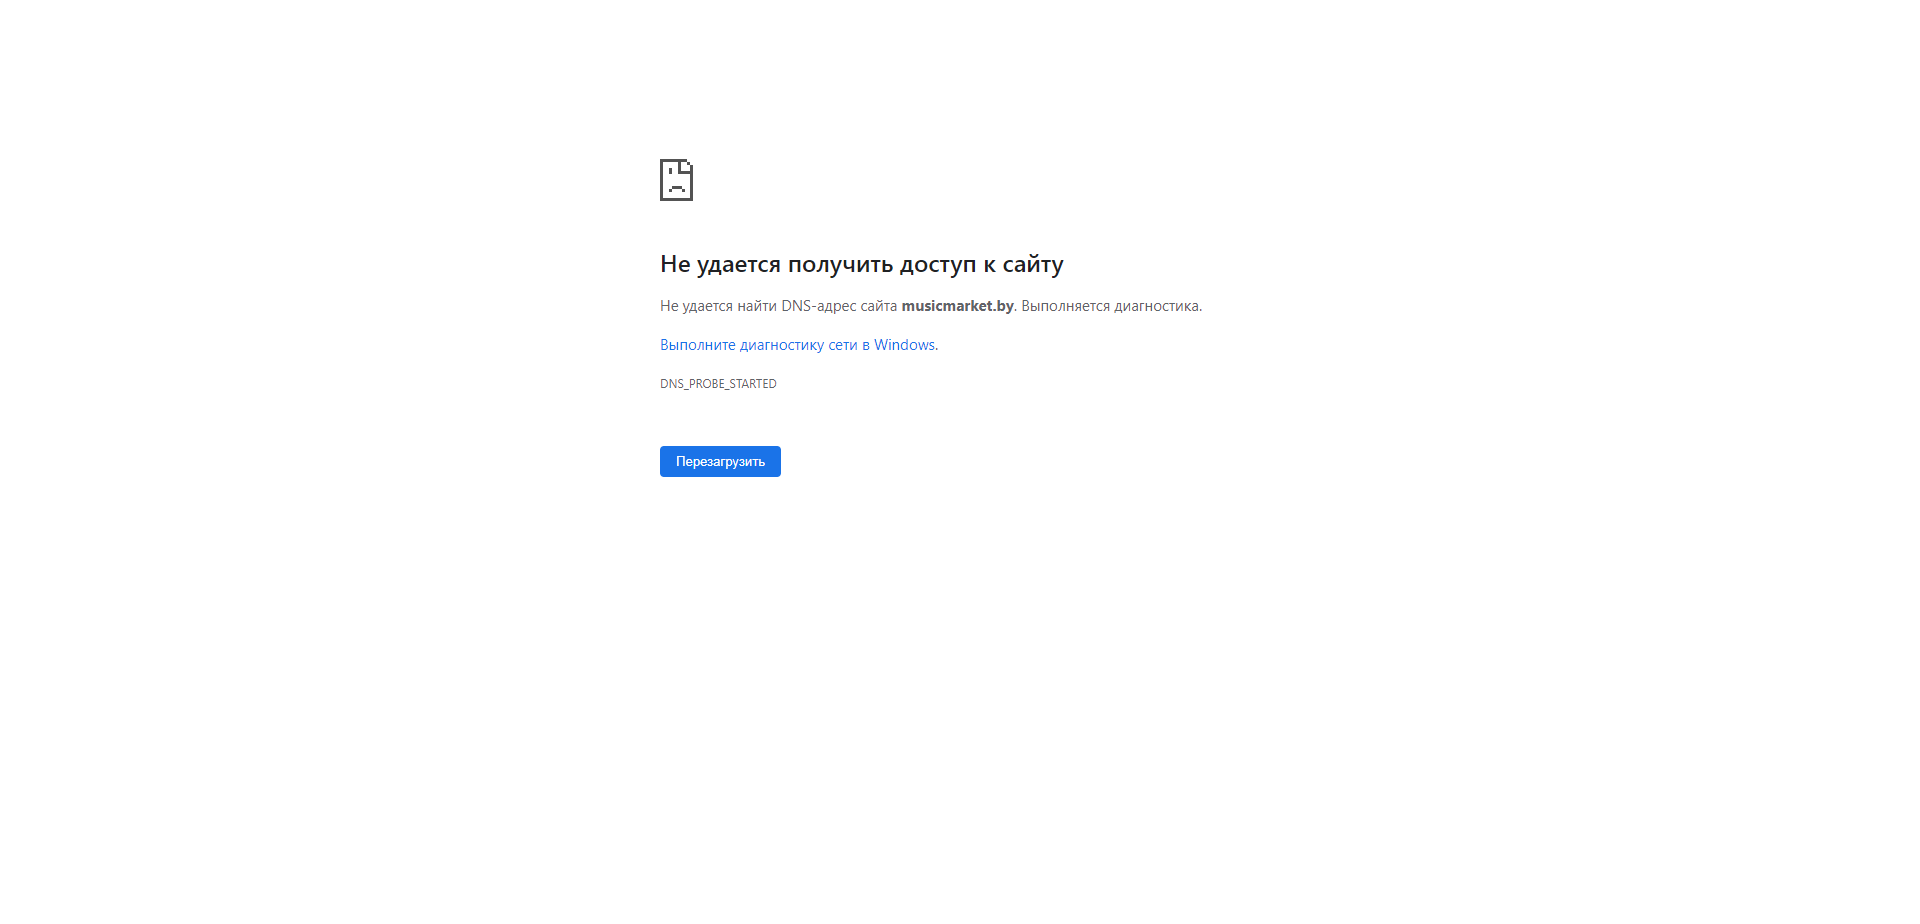 Не удается получить доступ к сайту
Не удается найти DNS-адрес сайта musicmarket.by. Выполняется диагностика.
Выполните диагностику сети в Windows.
DNS_PROBE_STARTED
Перезагрузить